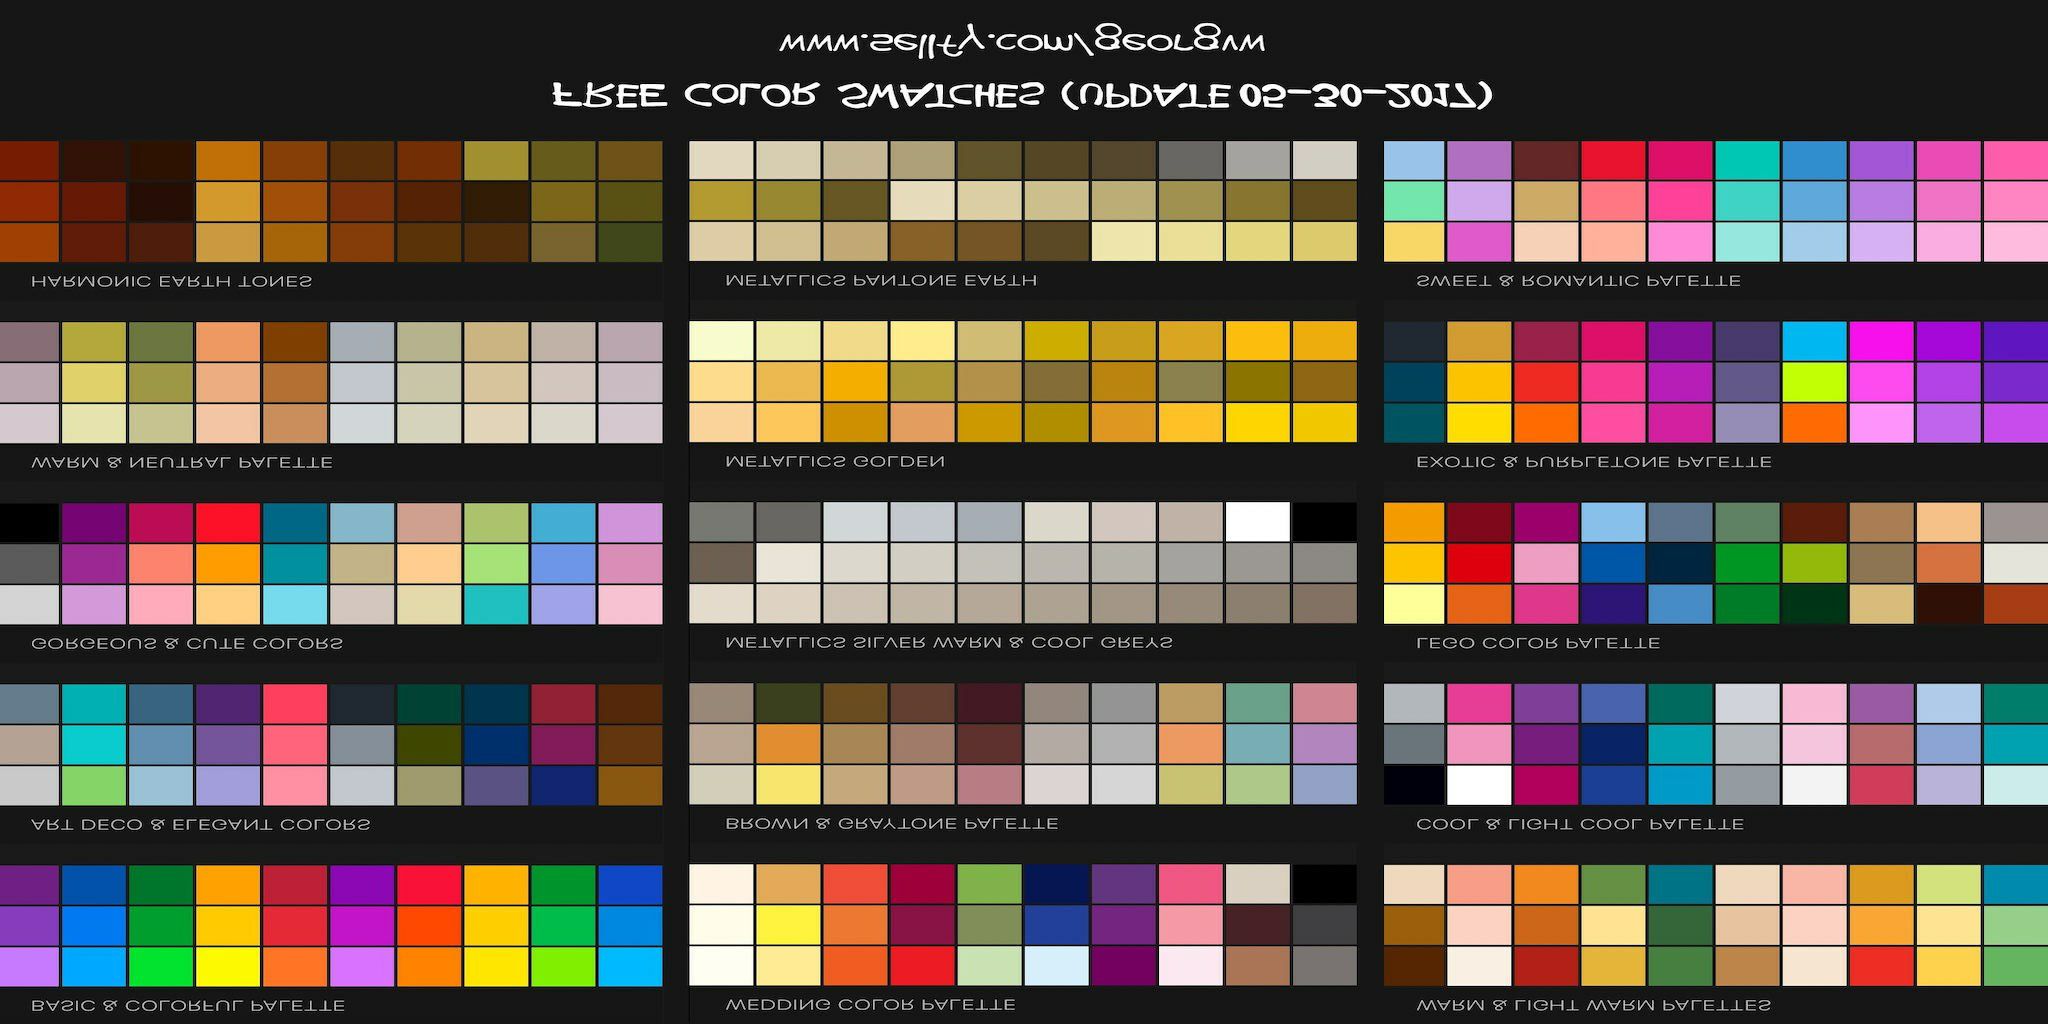 www.sellfy.com/georgvw
FREE COLOR SWATCHES (UPDATE 05-30-2017)
HARMONIC EARTH TONES
METALLICS PANTONE EARTH
SWEET & ROMANTIC PALETTE
WARM & NEUTRAL PALETTE
METALLICS GOLDEN
EXOTIC & PURPLETONE PALETTE
GORGEOUS & CUTE COLORS
METALLICS SILVER WARM & COOL GREYS
LEGO COLOR PALETTE
ART DECO & ELEGANT COLORS
BROWN & GRAYTONE PALETTE
COOL & LIGHT COOL PALETTE
BASIC & COLORFUL PALETTE
WEDDING COLOR PALETTE
WARM & LIGHT WARM PALETTES